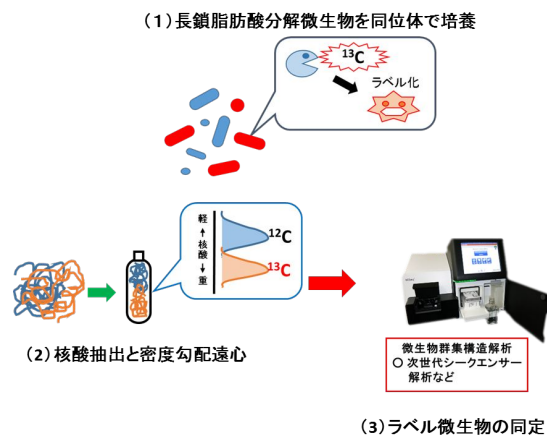 (1)長鎖脂肪酸分解微生物を同位体で培養
13C
ラベル化
軽
↑
核
酸
↓
重
12C
13C
(2)核酸抽出と密度勾配遠心
微生物群集構造解析
○ 次世代シークエンサー
解析など
(3)ラベル微生物の同定